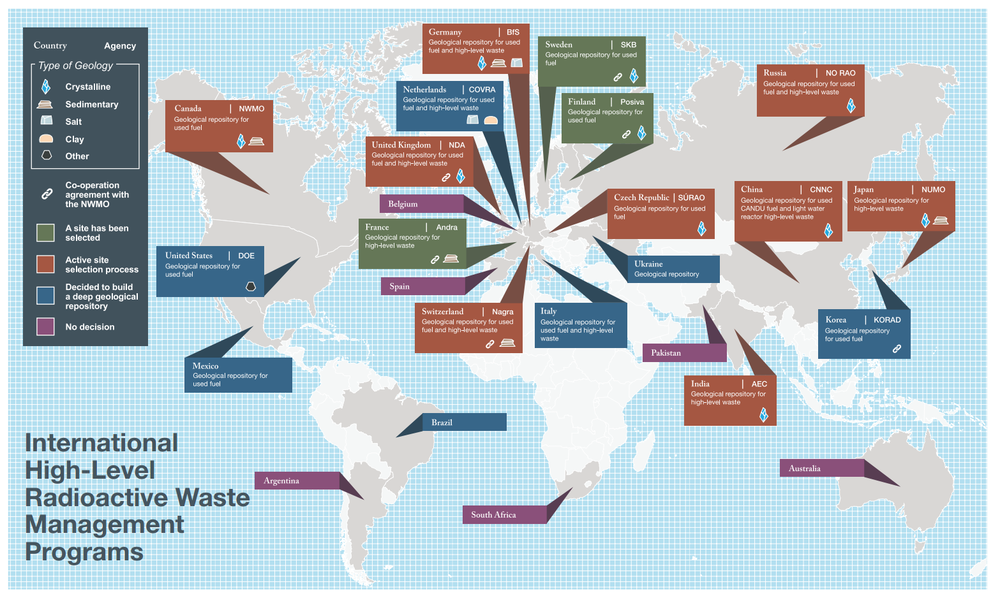 Country Agency
Type of Geology
Crystalline
Sedimentary
Salt
Clay
Other
Co-operation
agreement with
the NWMO
A site has been
selected
Active site
selection process
Decided to build
a deep geological
repository
No decision
Germany | BfS
Geological repository for used
fuel and high-level waste
Sweden | SKB
Geological repository for used
fuel
Russia | NO RAO
Geological repository for used
fuel and high-level waste
Netherlands | COVRA
Geological repository for used
fuel and high-level waste
Finland | Posiva
Geological repository for
used fuel
Canada | NWMO
Geological repository for
used fuel
United Kingdom | NDA
Geological repository for used
fuel and high-level waste
Belgium
Czech Republic | SÚRAO
Geological repository for used
fuel
China | CNNC
Geological repository for used
CANDU fuel and light water
reactor high-level waste
Japan | NUMO
Geological repository for
high-level waste
France | Andra
Geological repository for
high-level waste
United States | DOE
Geological repository for
used fuel
Ukraine
Geological repository
Spain
Switzerland | Nagra
Geological repository for used
fuel and high-level waste
Italy
Geological repository for
used fuel and high-level
waste
Korea | KORAD
Geological repository
for used fuel
Pakistan
Mexico
Geological repository for
used fuel
India | AEC
Geological repository for
high-level waste
Brazil
Argentina
Australia
South Africa
International
High-Level
Radioactive Waste
Management
Programs